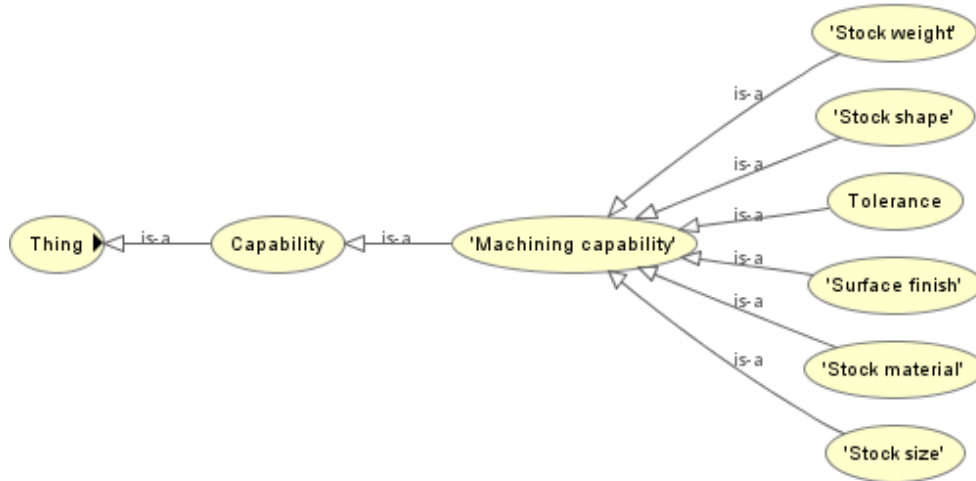 'Stock weight'
is-a
'Stock shape'
is-a
Tolerance
is-a
Thing
is-a
Capability
is-a
'Machining capability'
is-a
'Surface finish'
is-a
'Stock material'
is-a
'Stock size'